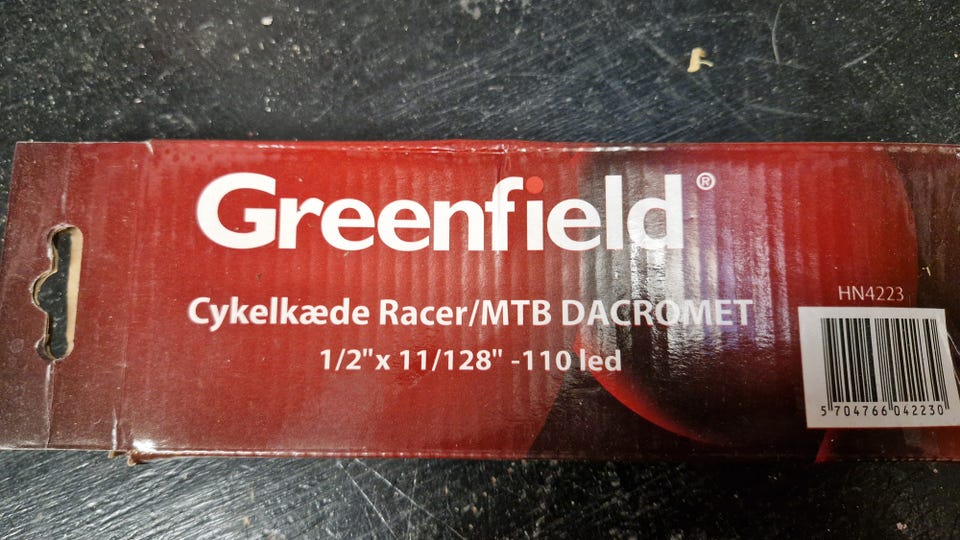 Greenfield®
Cykelkæde Racer/MTB DACROMET
1/2"x 11/128" -110 led
HN4223
5 704766 042230